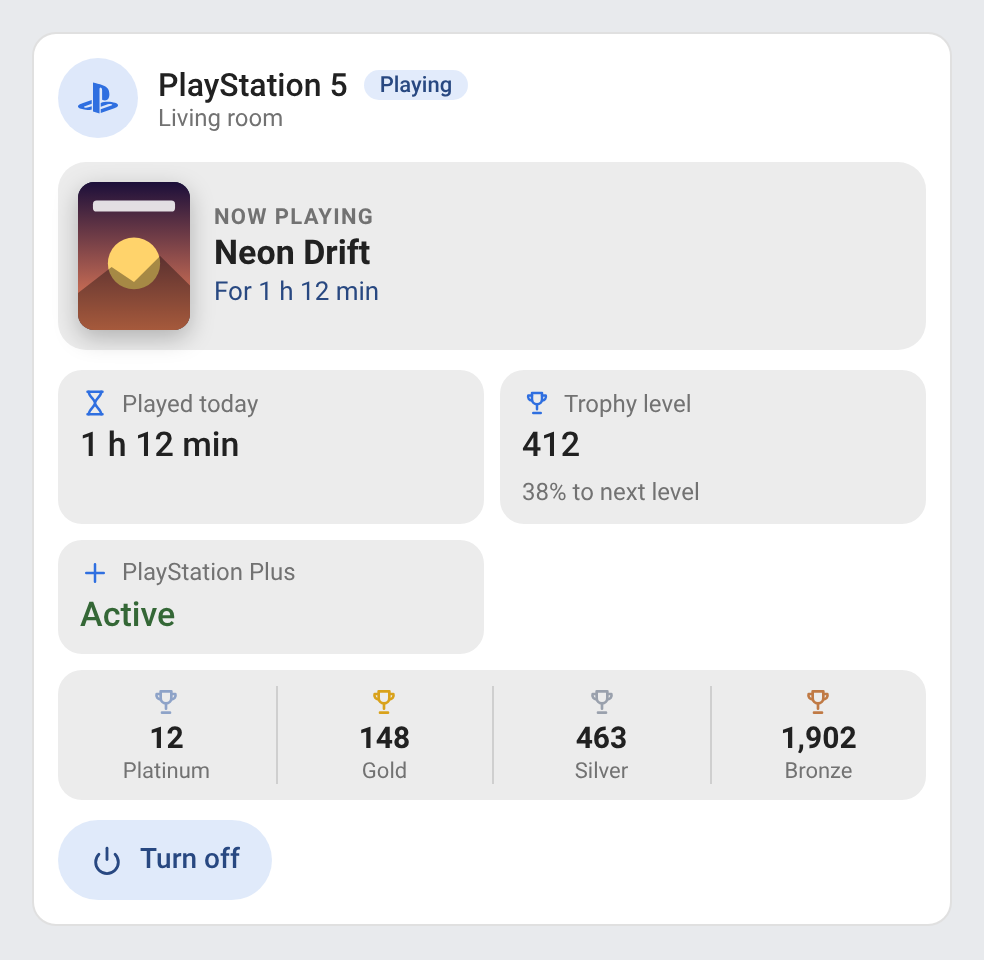 PlayStation 5
Playing
Living room
NOW PLAYING
Neon Drift
For 1 h 12 min
Played today
1 h 12 min
Trophy level
412
38% to next level
PlayStation Plus
Active
12
Platinum
148
Gold
463
Silver
1,902
Bronze
Turn off